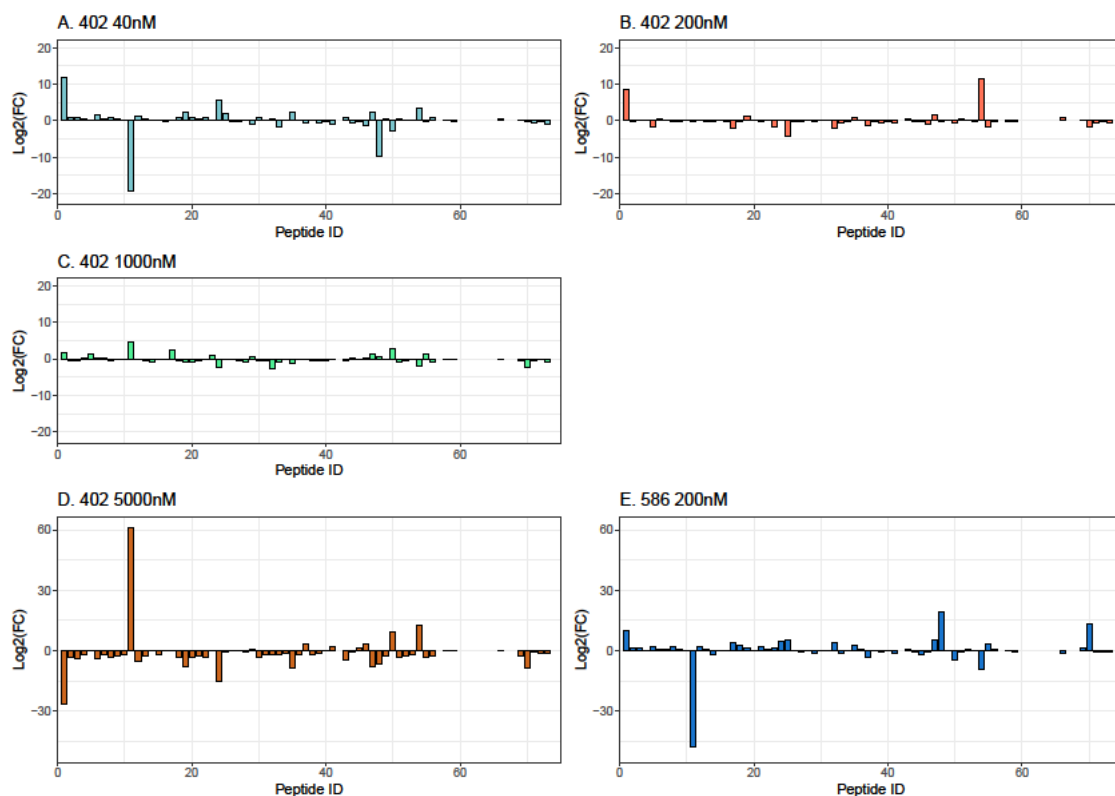 A. 402 40nM
20
10
0
−10
−20
Log2(FC)
0 20 40 60
Peptide ID
B. 402 200nM
20
10
0
−10
−20
Log2(FC)
0 20 40 60
Peptide ID
C. 402 1000nM
20
10
0
−10
−20
Log2(FC)
0 20 40 60
Peptide ID
D. 402 5000nM
60
30
0
−30
Log2(FC)
0 20 40 60
Peptide ID
E. 586 200nM
60
30
0
−30
Log2(FC)
0 20 40 60
Peptide ID